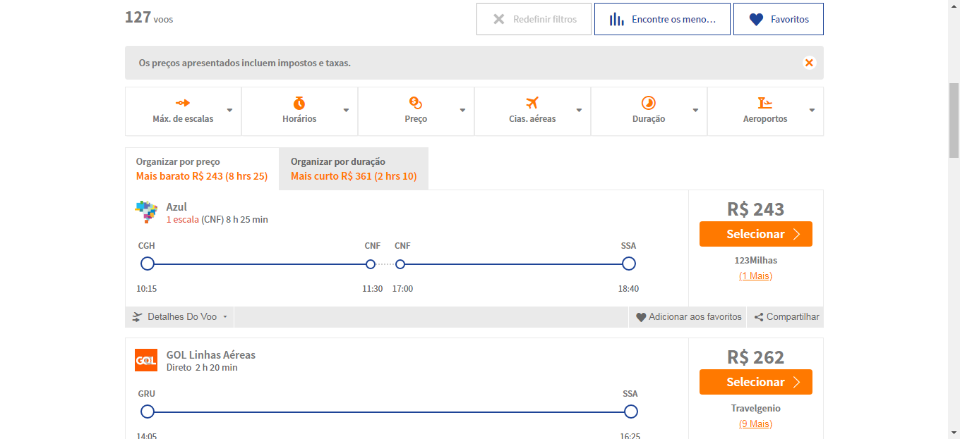 127 voos
Redefinir filtros
Encontre os meno...
Favoritos
Os preços apresentados incluem impostos e taxas.
Máx. de escalas
Horários
Preço
Cias. aéreas
Duração
Aeroportos
Organizar por preço
Mais barato R$ 243 (8 hrs 25)
Organizar por duração
Mais curto R$ 361 (2 hrs 10)
Azul
1 escala (CNF) 8 h 25 min
CGH CNF CNF SSA
10:15 11:30 17:00 18:40
R$ 243
Selecionar
123Milhas
(1 Mais)
Detalhes Do Voo
Adicionar aos favoritos
Compartilhar
GOL
GOL Linhas Aéreas
Direto 2 h 20 min
GRU SSA
14:05 16:25
R$ 262
Selecionar
Travelgenio
(9 Mais)